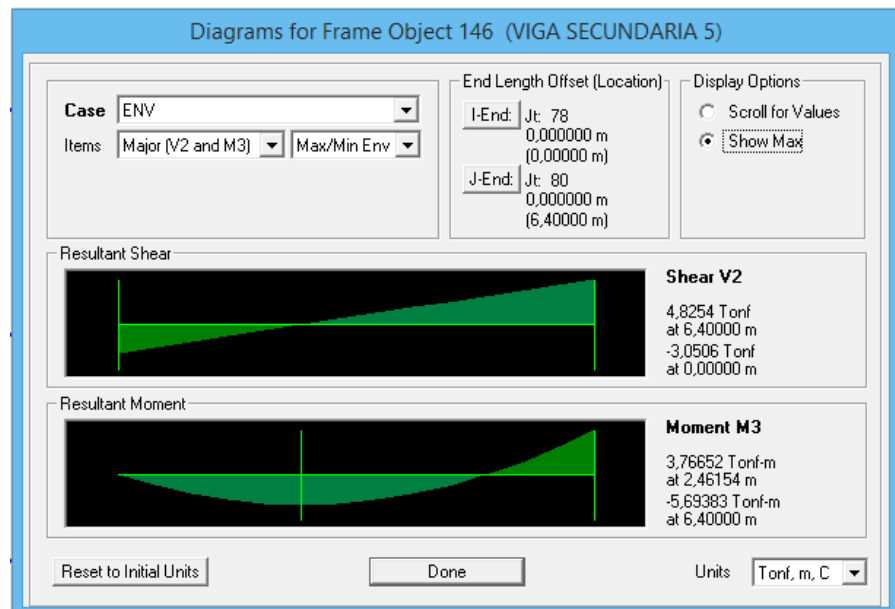 Diagrams for Frame Object 146 (VIGA SECUNDARIA 5)
Case ENV
Items Major (V2 and M3) Max/Min Env
End Length Offset (Location)
I-End: Jt: 78
0,000000 m
(0,00000 m)
J-End: Jt: 80
0,000000 m
(6,40000 m)
Display Options
Scroll for Values
Show Max
Resultant Shear
Shear V2
4,8254 Tonf
at 6,40000 m
-3,0506 Tonf
at 0,00000 m
Resultant Moment
Moment M3
3,76652 Tonf-m
at 2,46154 m
-5,69383 Tonf-m
at 6,40000 m
Reset to Initial Units Done Units Tonf, m, C